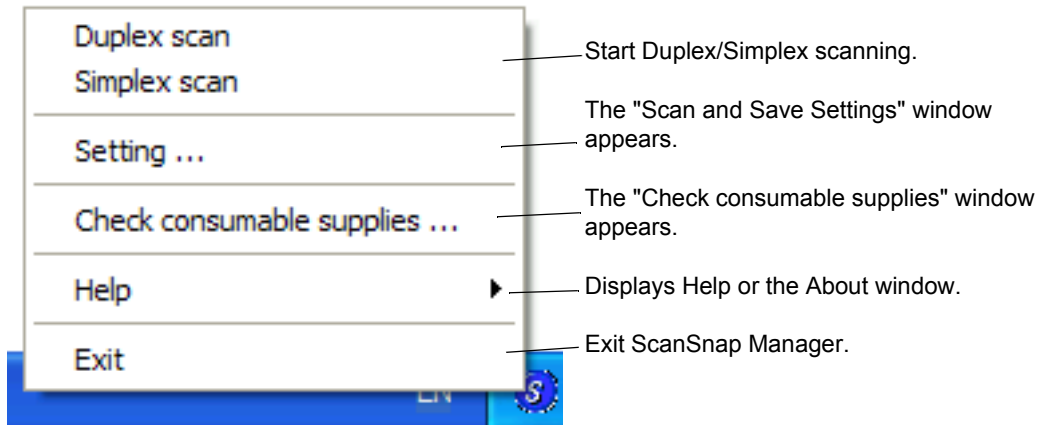 Duplex scan
Simplex scan
Setting ...
Check consumable supplies ...
Help
Exit
EN
S
Start Duplex/Simplex scanning.
The "Scan and Save Settings" window
appears.
The "Check consumable supplies" window
appears.
Displays Help or the About window.
Exit ScanSnap Manager.